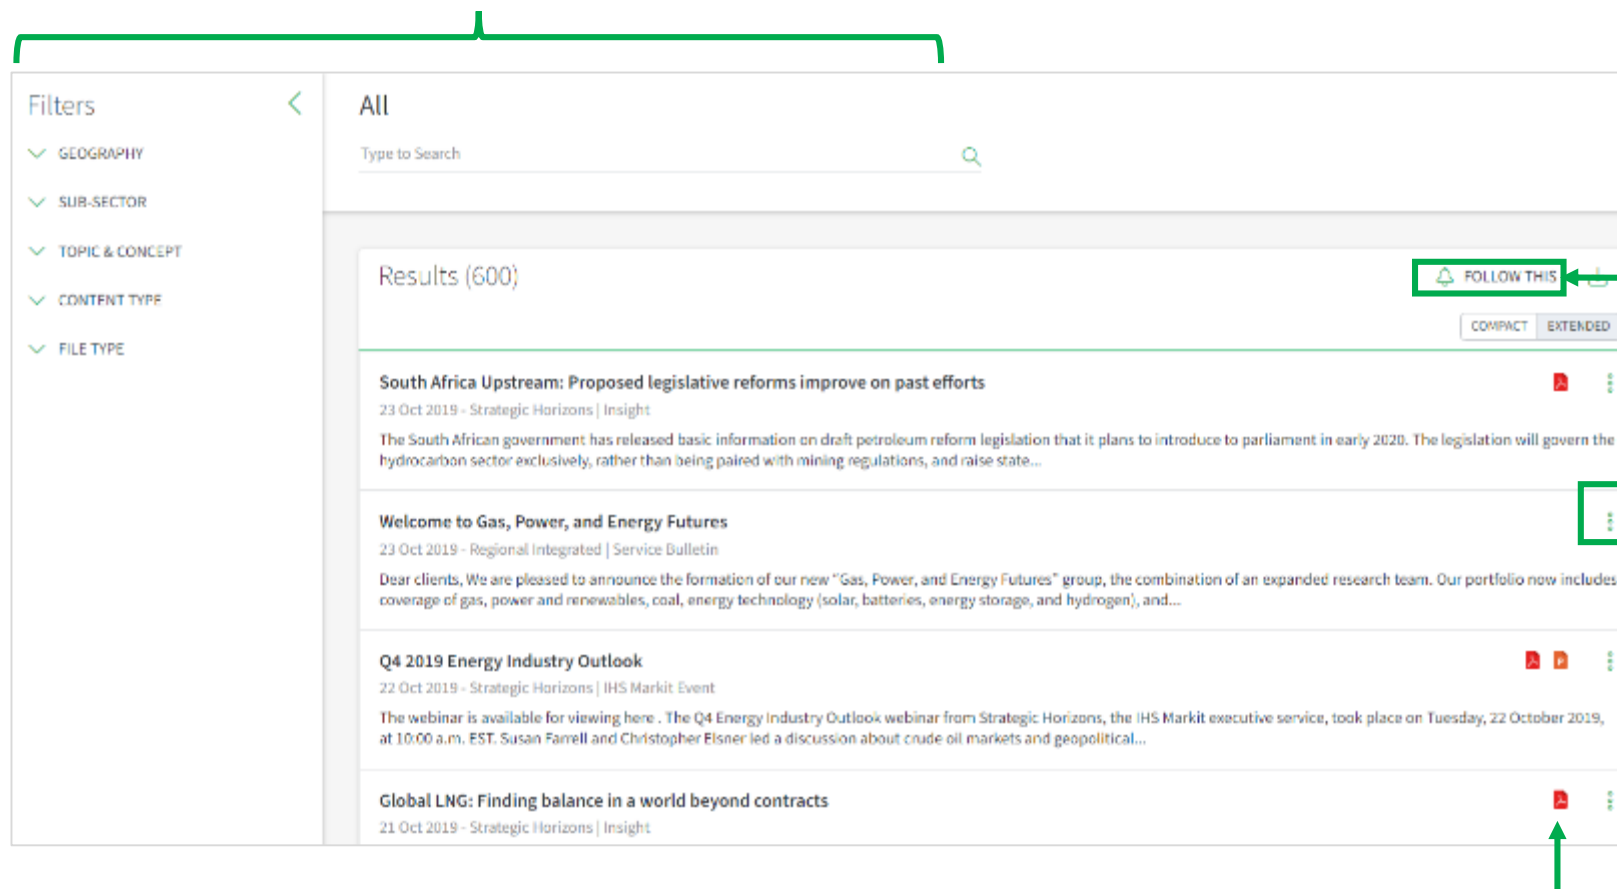 Filters
GEOGRAPHY
SUB-SECTOR
TOPIC & CONCEPT
CONTENT TYPE
FILE TYPE
All
Type to Search
Results (600)
FOLLOW THIS
COMPACT EXTENDED
South Africa Upstream: Proposed legislative reforms improve on past efforts
23 Oct 2019 - Strategic Horizons | Insight
The South African government has released basic information on draft petroleum reform legislation that it plans to introduce to parliament in early 2020. The legislation will govern the
hydrocarbon sector exclusively, rather than being paired with mining regulations, and raise state...
Welcome to Gas, Power, and Energy Futures
23 Oct 2019 - Regional Integrated | Service Bulletin
Dear clients, We are pleased to announce the formation of our new "Gas, Power, and Energy Futures" group, the combination of an expanded research team. Our portfolio now includes
coverage of gas, power and renewables, coal, energy technology (solar, batteries, energy storage, and hydrogen), and...
Q4 2019 Energy Industry Outlook
22 Oct 2019 - Strategic Horizons | IHS Markit Event
The webinar is available for viewing here . The Q4 Energy Industry Outlook webinar from Strategic Horizons, the IHS Markit executive service, took place on Tuesday, 22 October 2019,
at 10:00 a.m. EST. Susan Farrell and Christopher Elsner led a discussion about crude oil markets and geopolitical...
Global LNG: Finding balance in a world beyond contracts
21 Oct 2019 - Strategic Horizons | Insight